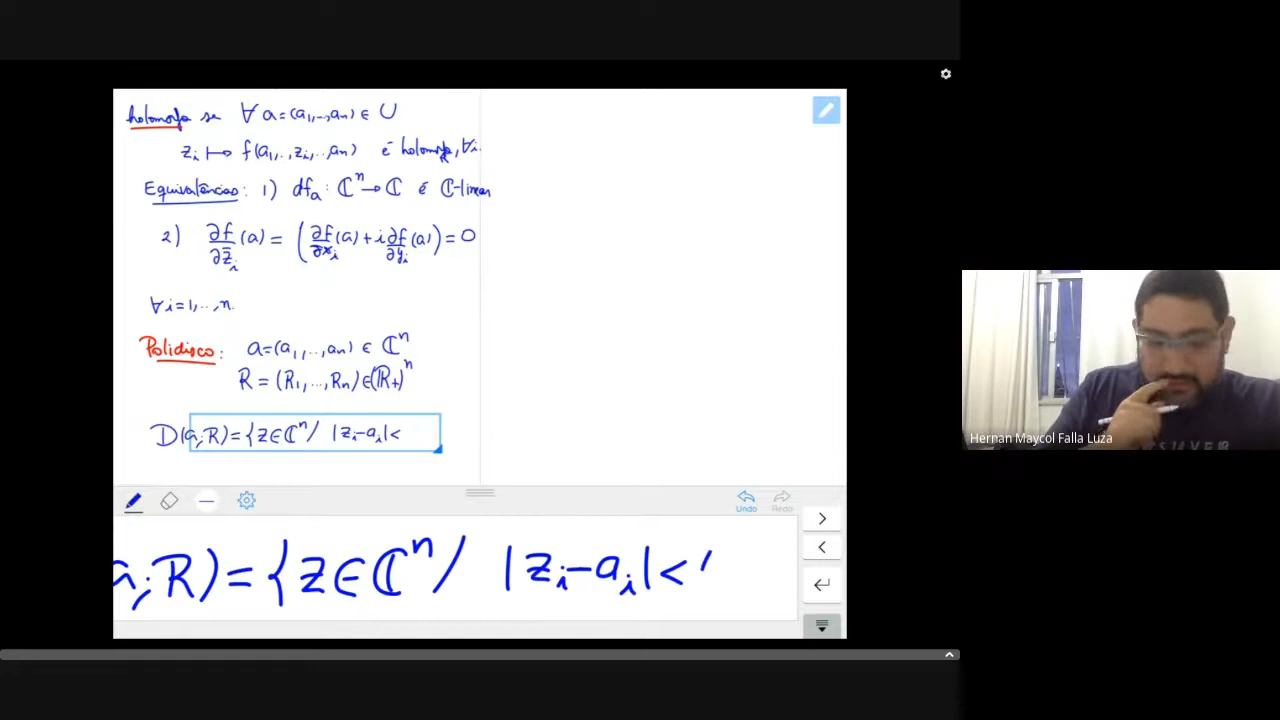 holomorfa se ∀ a=(a₁,..,aₙ) ∈ U
zᵢ ↦ f(a₁,..,zᵢ,..,aₙ) é holomorfa, ∀i.
Equivalências: 1) dfₐ : ℂⁿ → ℂ é ℂ-linear
2) ∂f/∂z̄ᵢ (a) = (∂f/∂xᵢ (a) + i ∂f/∂yᵢ (a)) = 0
∀ i=1,..,n.
Polidisco: a=(a₁,..,aₙ) ∈ ℂⁿ
R = (R₁,...,Rₙ) ∈ (ℝ₊)ⁿ
D(a;R) = {z∈ℂⁿ / |zᵢ-aᵢ| <
Undo
Redo
a;R) = {z∈ℂⁿ / |zᵢ-aᵢ| <
Hernan Maycol Falla Luza